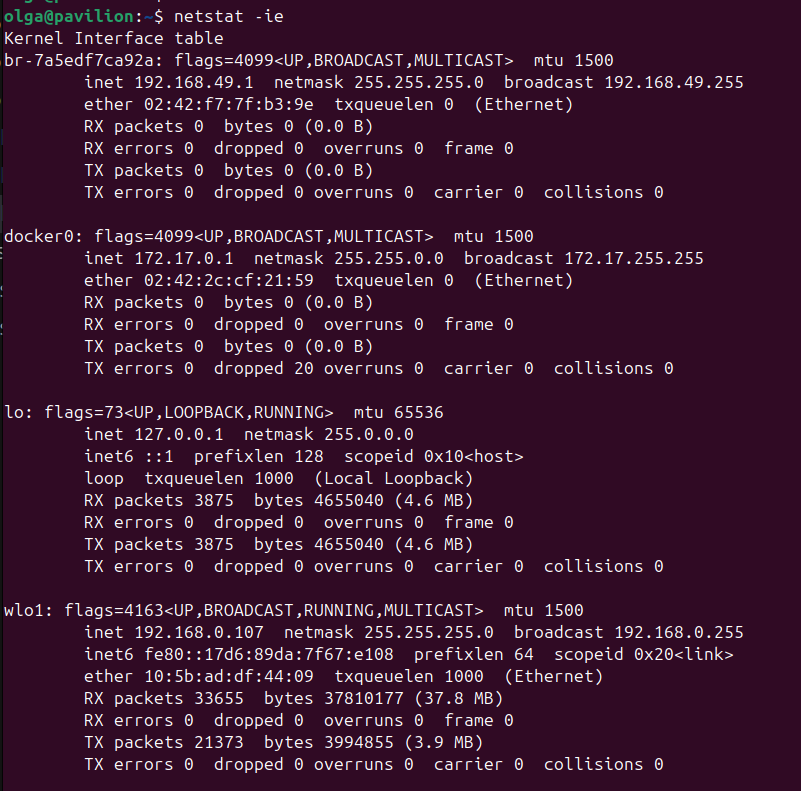 olga@pavilion:~$ netstat -ie
Kernel Interface table
br-7a5edf7ca92a: flags=4099<UP,BROADCAST,MULTICAST>  mtu 1500
        inet 192.168.49.1  netmask 255.255.255.0  broadcast 192.168.49.255
        ether 02:42:f7:7f:b3:9e  txqueuelen 0  (Ethernet)
        RX packets 0  bytes 0 (0.0 B)
        RX errors 0  dropped 0  overruns 0  frame 0
        TX packets 0  bytes 0 (0.0 B)
        TX errors 0  dropped 0 overruns 0  carrier 0  collisions 0

docker0: flags=4099<UP,BROADCAST,MULTICAST>  mtu 1500
        inet 172.17.0.1  netmask 255.255.0.0  broadcast 172.17.255.255
        ether 02:42:2c:cf:21:59  txqueuelen 0  (Ethernet)
        RX packets 0  bytes 0 (0.0 B)
        RX errors 0  dropped 0  overruns 0  frame 0
        TX packets 0  bytes 0 (0.0 B)
        TX errors 0  dropped 20 overruns 0  carrier 0  collisions 0

lo: flags=73<UP,LOOPBACK,RUNNING>  mtu 65536
        inet 127.0.0.1  netmask 255.0.0.0
        inet6 ::1  prefixlen 128  scopeid 0x10<host>
        loop  txqueuelen 1000  (Local Loopback)
        RX packets 3875  bytes 4655040 (4.6 MB)
        RX errors 0  dropped 0  overruns 0  frame 0
        TX packets 3875  bytes 4655040 (4.6 MB)
        TX errors 0  dropped 0 overruns 0  carrier 0  collisions 0

wlo1: flags=4163<UP,BROADCAST,RUNNING,MULTICAST>  mtu 1500
        inet 192.168.0.107  netmask 255.255.255.0  broadcast 192.168.0.255
        inet6 fe80::17d6:89da:7f67:e108  prefixlen 64  scopeid 0x20<link>
        ether 10:5b:ad:df:44:09  txqueuelen 1000  (Ethernet)
        RX packets 33655  bytes 37810177 (37.8 MB)
        RX errors 0  dropped 0  overruns 0  frame 0
        TX packets 21373  bytes 3994855 (3.9 MB)
        TX errors 0  dropped 0 overruns 0  carrier 0  collisions 0